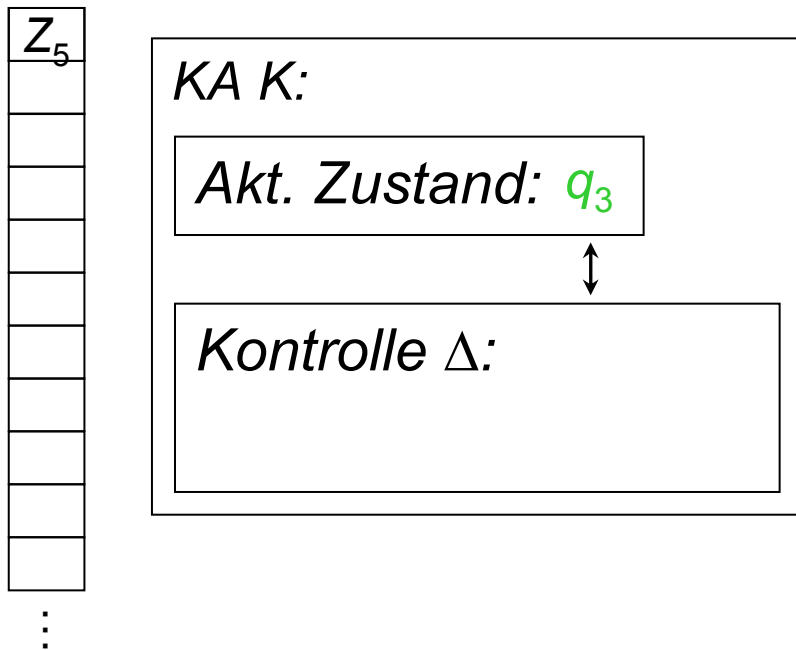 Z₅
KA K:
Akt. Zustand: q₃
Kontrolle Δ:
⋮